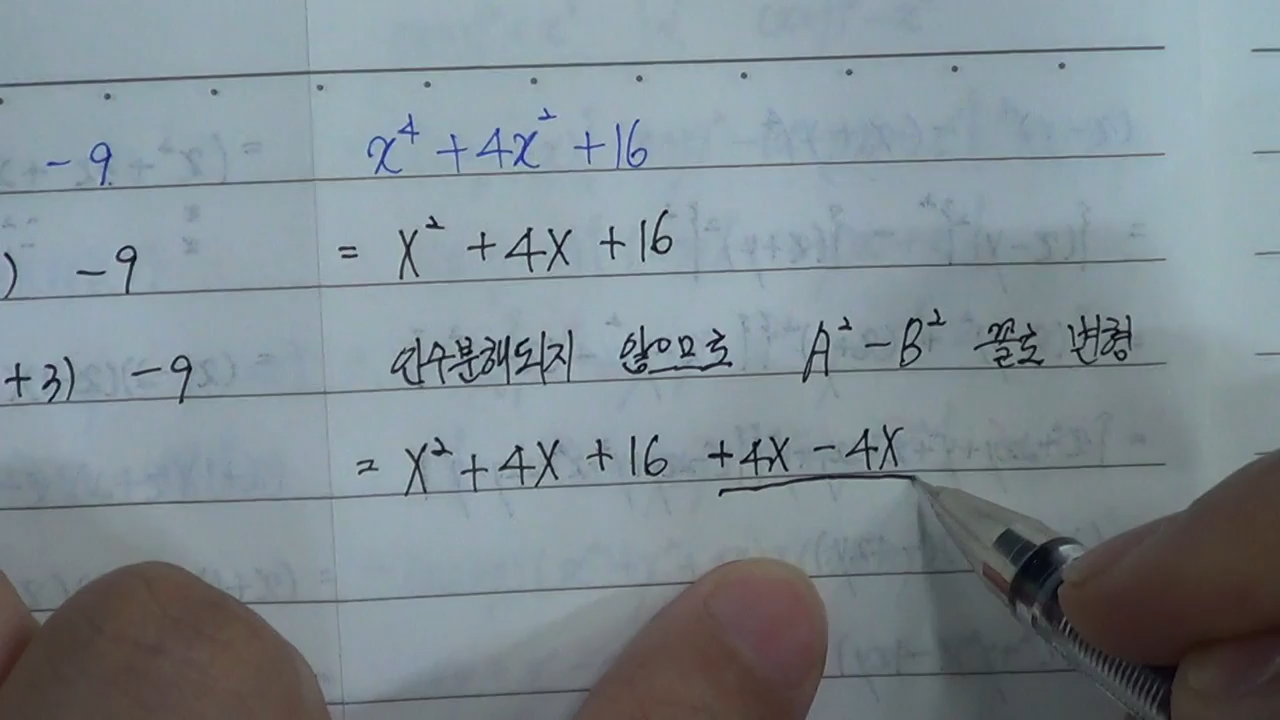 - 9
x⁴ + 4x² + 16
) - 9
= X² + 4X + 16
+3) - 9
인수분해되지 않으므로 A² - B² 꼴로 변형
= X² + 4X + 16 + 4X - 4X